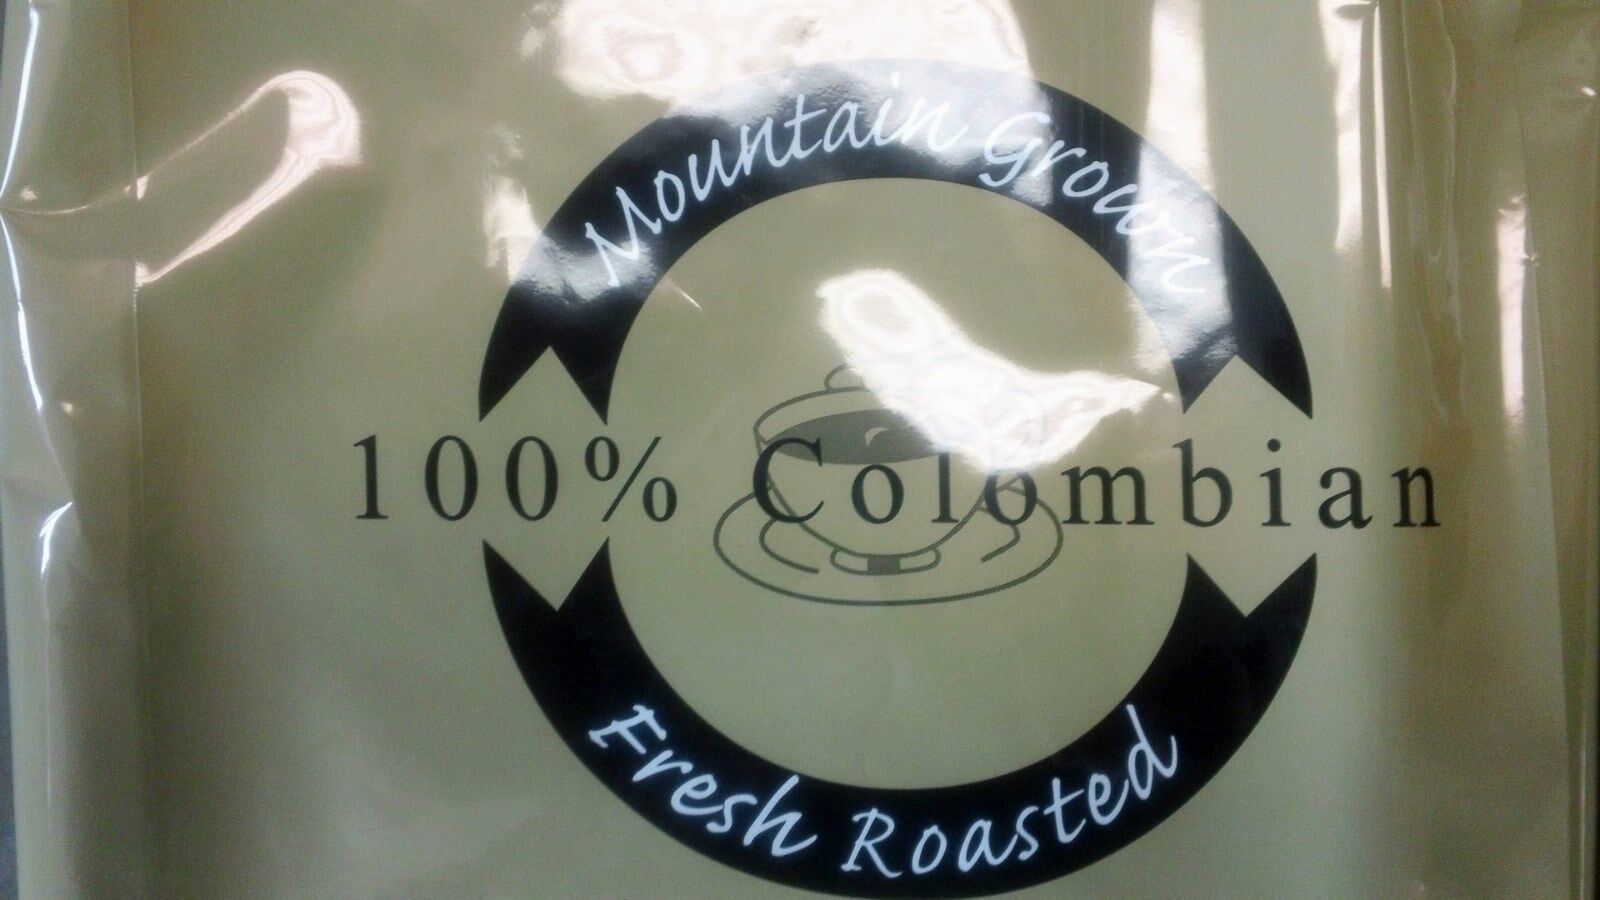 Mountain Grown
100% Colombian
Fresh Roasted